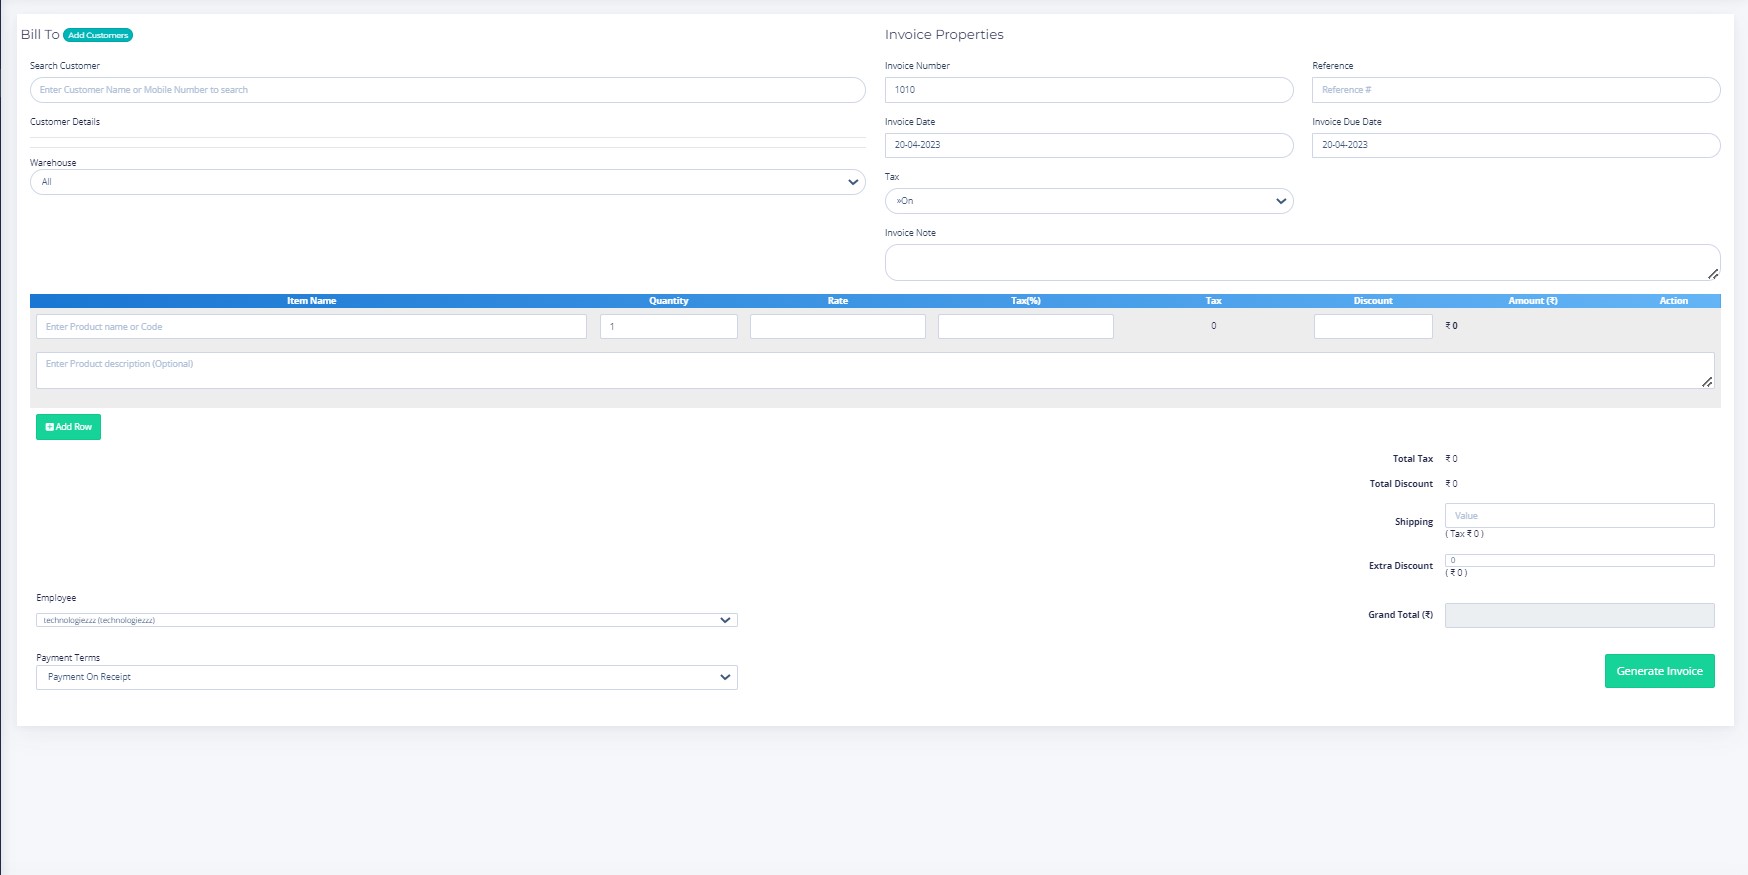 Bill To Add Customers
Search Customer
Enter Customer Name or Mobile Number to search
Customer Details
Warehouse
All
Invoice Properties
Invoice Number
1010
Reference
Reference #
Invoice Date
20-04-2023
Invoice Due Date
20-04-2023
Tax
»On
Invoice Note
Item Name Quantity Rate Tax(%) Tax Discount Amount (₹) Action
Enter Product name or Code 1 0 ₹ 0
Enter Product description (Optional)
Add Row
Total Tax ₹ 0
Total Discount ₹ 0
Shipping Value
( Tax ₹ 0 )
Extra Discount 0
( ₹ 0 )
Employee
technologiezzz (technologiezzz)
Grand Total (₹)
Payment Terms
Payment On Receipt
Generate Invoice